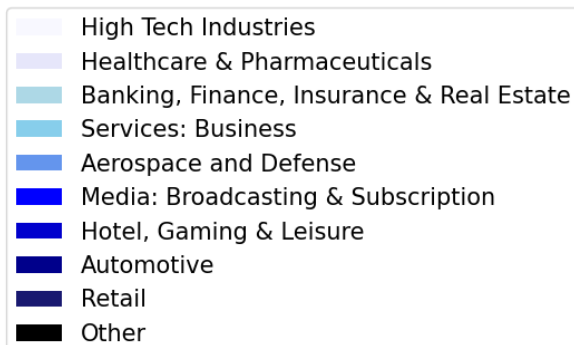 High Tech Industries
Healthcare & Pharmaceuticals
Banking, Finance, Insurance & Real Estate
Services: Business
Aerospace and Defense
Media: Broadcasting & Subscription
Hotel, Gaming & Leisure
Automotive
Retail
Other